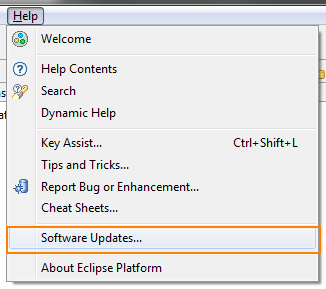 Help
Welcome
Help Contents
Search
Dynamic Help
Key Assist... Ctrl+Shift+L
Tips and Tricks...
Report Bug or Enhancement...
Cheat Sheets...
Software Updates...
About Eclipse Platform